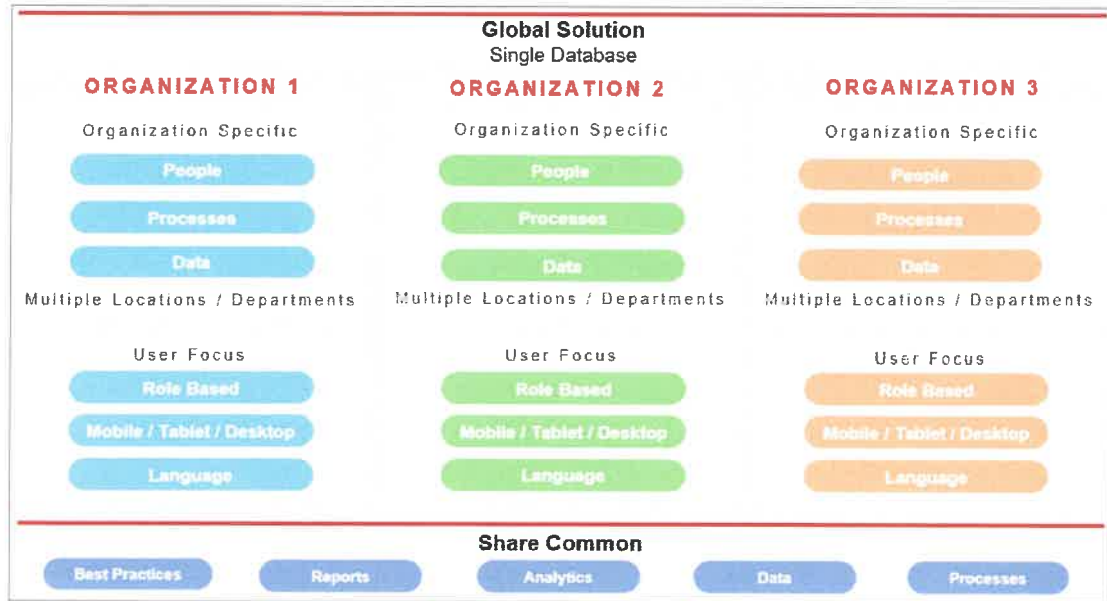 Global Solution
Single Database
ORGANIZATION 1
Organization Specific
People
Processes
Data
Multiple Locations / Departments
User Focus
Role Based
Mobile / Tablet / Desktop
Language
ORGANIZATION 2
Organization Specific
People
Processes
Data
Multiple Locations / Departments
User Focus
Role Based
Mobile / Tablet / Desktop
Language
ORGANIZATION 3
Organization Specific
People
Processes
Data
Multiple Locations / Departments
User Focus
Role Based
Mobile / Tablet / Desktop
Language
Share Common
Best Practices
Reports
Analytics
Data
Processes